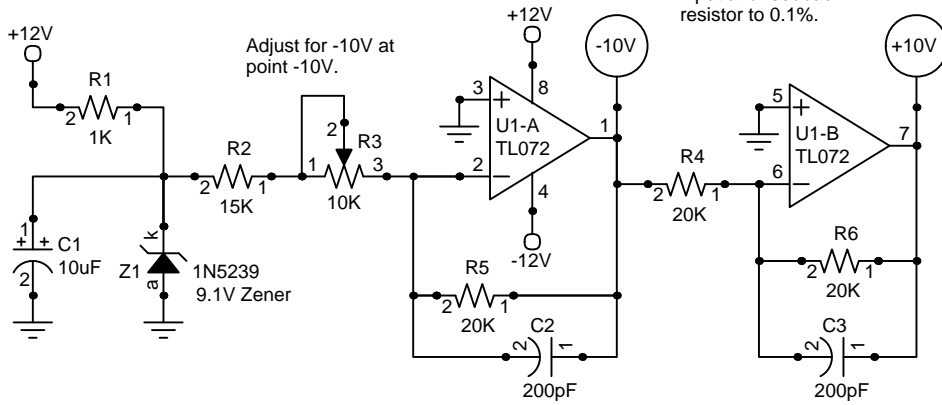 resistor to 0.1%.
+12V
-10V
+10V
+12V
Adjust for -10V at
point -10V.
R1
2
1
1K
3
+
8
U1-A
TL072
1
2
-
4
-12V
5
+
U1-B
TL072
7
6
-
R2
2
1
15K
2
R3
1
3
10K
R4
2
1
20K
1
+
+
C1
10uF
2
k
Z1
a
1N5239
9.1V Zener
R5
2
1
20K
C2
2
1
200pF
R6
2
1
20K
C3
2
1
200pF